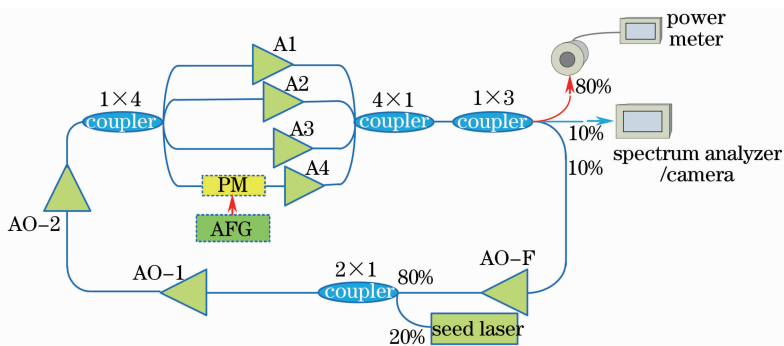 power
meter
A1
1×4
coupler
A2
4×1
coupler
1×3
coupler
80%
10%
spectrum analyzer
/camera
A3
10%
PM
A4
AFG
AO-2
AO-1
2×1
coupler
80%
AO-F
20%
seed laser